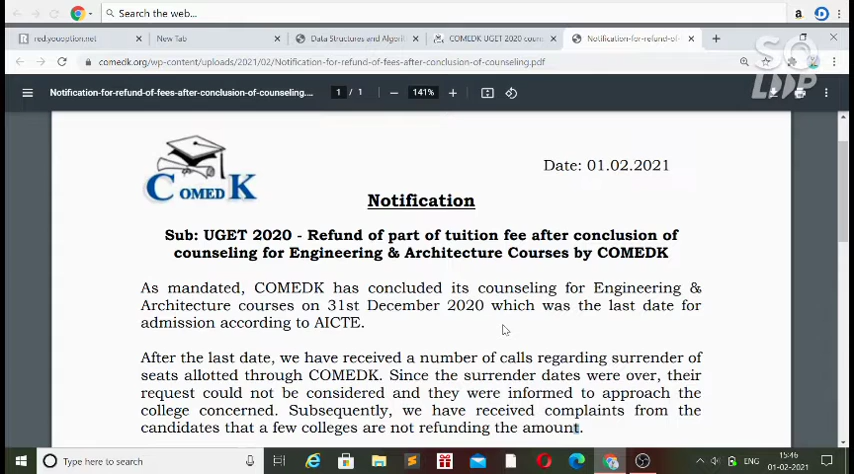 Search the web...
red.youoption.net
New Tab
Data Structures and Algorit
COMEDK UGET 2020 coun
Notification-for-refund-of-
comedk.org/wp-content/uploads/2021/02/Notification-for-refund-of-fees-after-conclusion-of-counseling.pdf
Notification-for-refund-of-fees-after-conclusion-of-counseling....
1 / 1
141%
COMEDK
Date: 01.02.2021
Notification
Sub: UGET 2020 - Refund of part of tuition fee after conclusion of
counseling for Engineering & Architecture Courses by COMEDK
As mandated, COMEDK has concluded its counseling for Engineering &
Architecture courses on 31st December 2020 which was the last date for
admission according to AICTE.
After the last date, we have received a number of calls regarding surrender of
seats allotted through COMEDK. Since the surrender dates were over, their
request could not be considered and they were informed to approach the
college concerned. Subsequently, we have received complaints from the
candidates that a few colleges are not refunding the amount.
Type here to search
ENG
15:46
01-02-2021